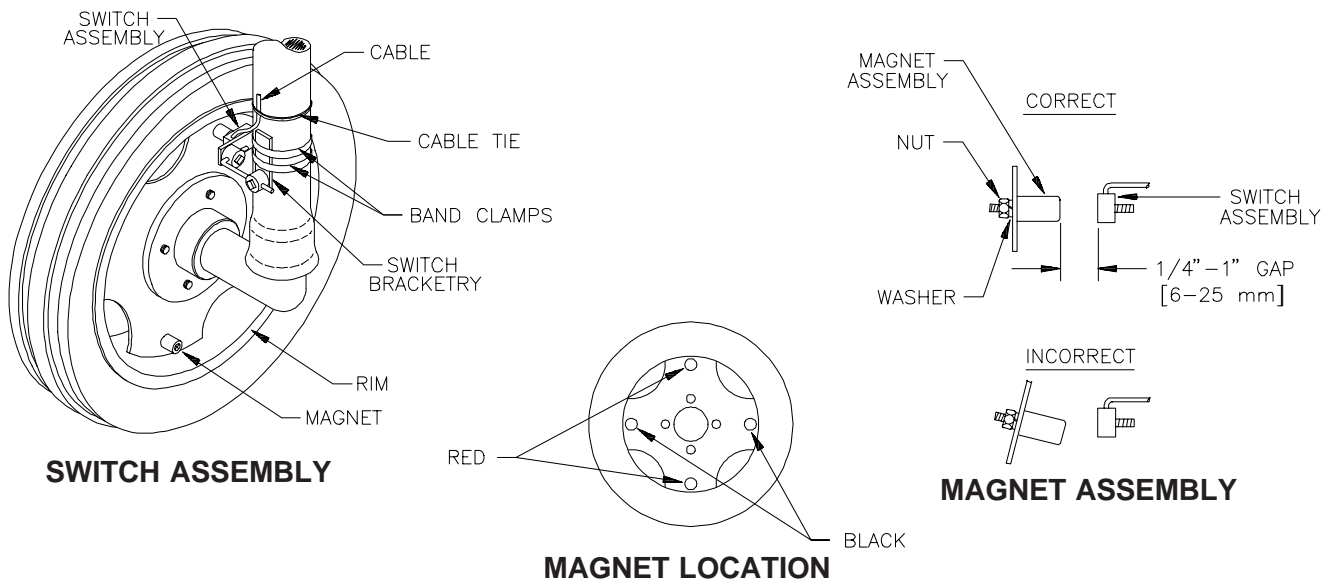 SWITCH
ASSEMBLY
CABLE
CABLE TIE
BAND CLAMPS
SWITCH
BRACKETRY
RIM
MAGNET
SWITCH ASSEMBLY
RED
BLACK
MAGNET LOCATION
MAGNET
ASSEMBLY
CORRECT
NUT
SWITCH
ASSEMBLY
1/4"-1" GAP
[6-25 mm]
WASHER
INCORRECT
MAGNET ASSEMBLY